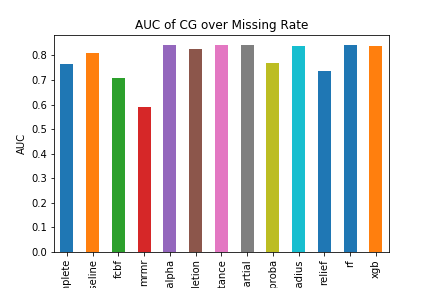 AUC of CG over Missing Rate
AUC
0.8
0.7
0.6
0.5
0.4
0.3
0.2
0.1
0.0
plete
seline
fcbf
mrmr
alpha
letion
tance
artial
proba
adius
relief
rf
xgb